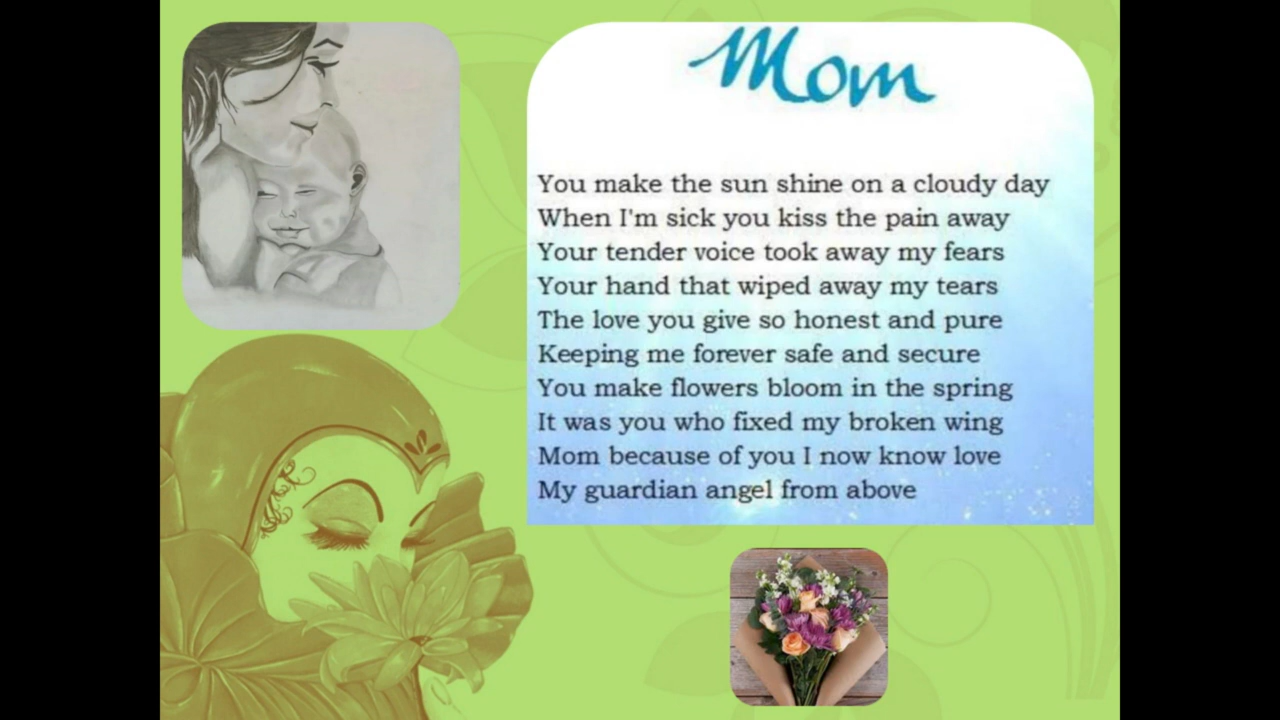 Mom
You make the sun shine on a cloudy day
When I'm sick you kiss the pain away
Your tender voice took away my fears
Your hand that wiped away my tears
The love you give so honest and pure
Keeping me forever safe and secure
You make flowers bloom in the spring
It was you who fixed my broken wing
Mom because of you I now know love
My guardian angel from above